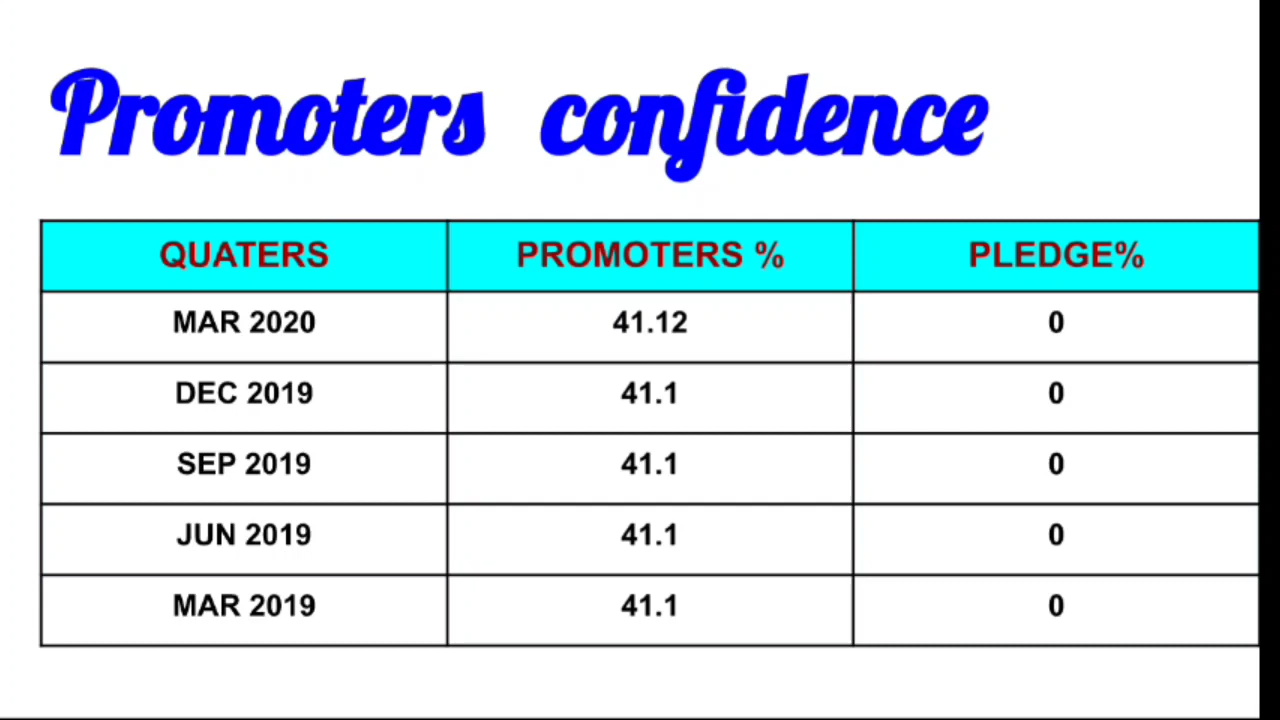 Promoters confidence
QUATERS PROMOTERS % PLEDGE%
MAR 2020 41.12 0
DEC 2019 41.1 0
SEP 2019 41.1 0
JUN 2019 41.1 0
MAR 2019 41.1 0